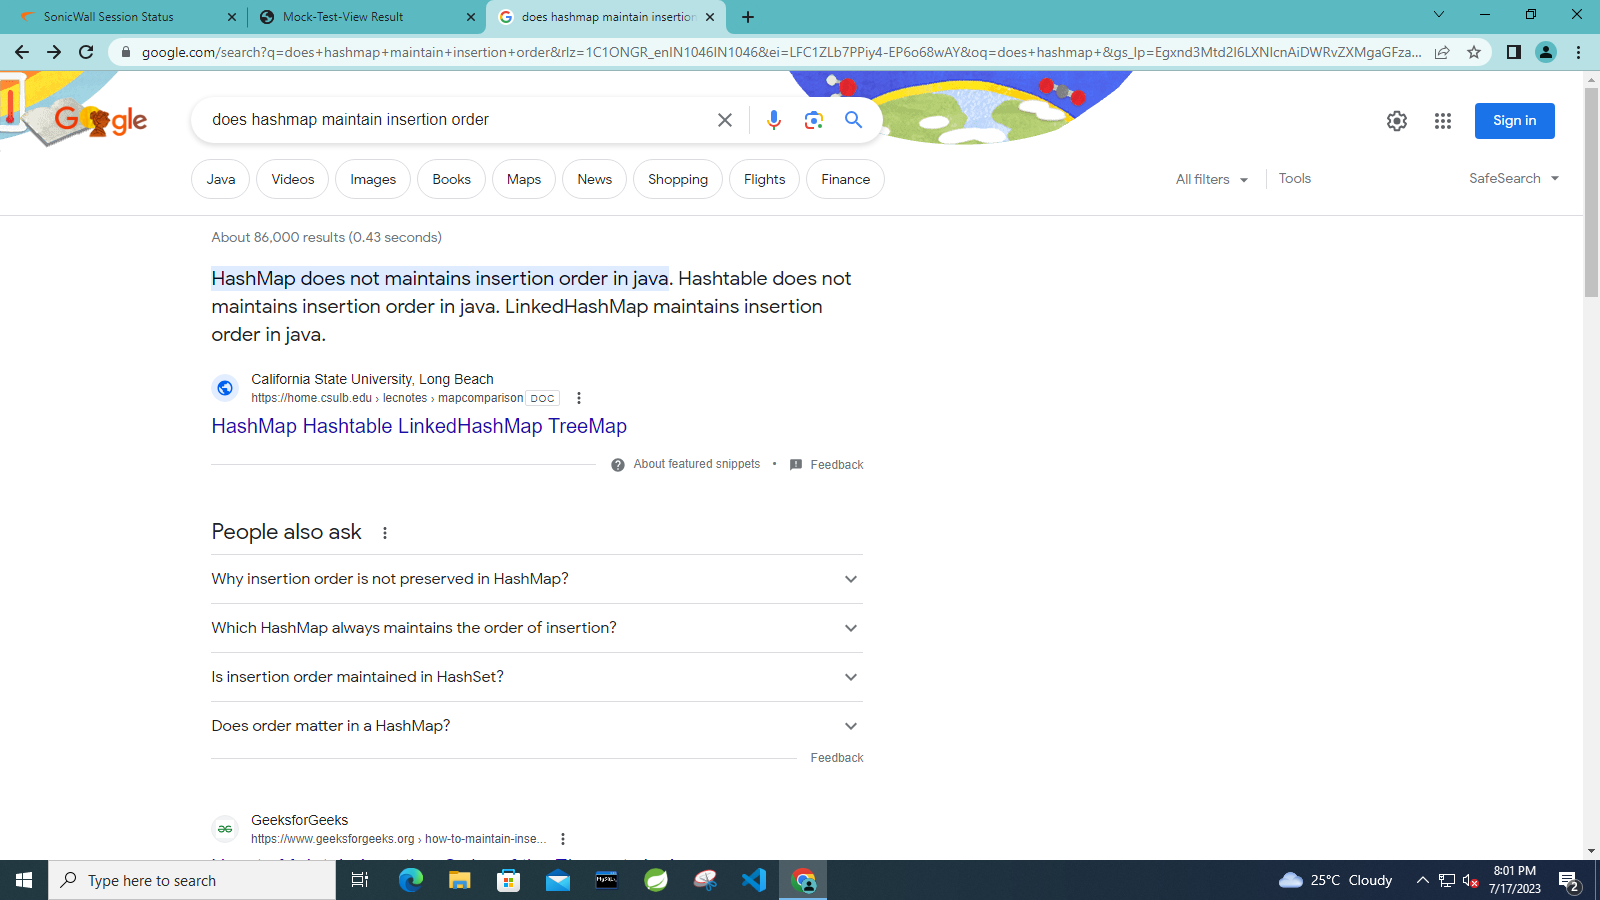 SonicWall Session Status
Mock-Test-View Result
does hashmap maintain insertion
google.com/search?q=does+hashmap+maintain+insertion+order&rlz=1C1ONGR_enIN1046IN1046&ei=LFC1ZLb7PPiy4-EP6o68wAY&oq=does+hashmap+&gs_lp=Egxnd3Mtd2l6LXNlcnAiDWRvZXMgaGFza...
Google
does hashmap maintain insertion order
Sign in
Java Videos Images Books Maps News Shopping Flights Finance
All filters Tools SafeSearch
About 86,000 results (0.43 seconds)
HashMap does not maintains insertion order in java. Hashtable does not
maintains insertion order in java. LinkedHashMap maintains insertion
order in java.
California State University, Long Beach
https://home.csulb.edu › lecnotes › mapcomparison DOC
HashMap Hashtable LinkedHashMap TreeMap
About featured snippets • Feedback
People also ask
Why insertion order is not preserved in HashMap?
Which HashMap always maintains the order of insertion?
Is insertion order maintained in HashSet?
Does order matter in a HashMap?
Feedback
GeeksforGeeks
https://www.geeksforgeeks.org › how-to-maintain-inse...
Type here to search
25°C Cloudy
8:01 PM
7/17/2023
2